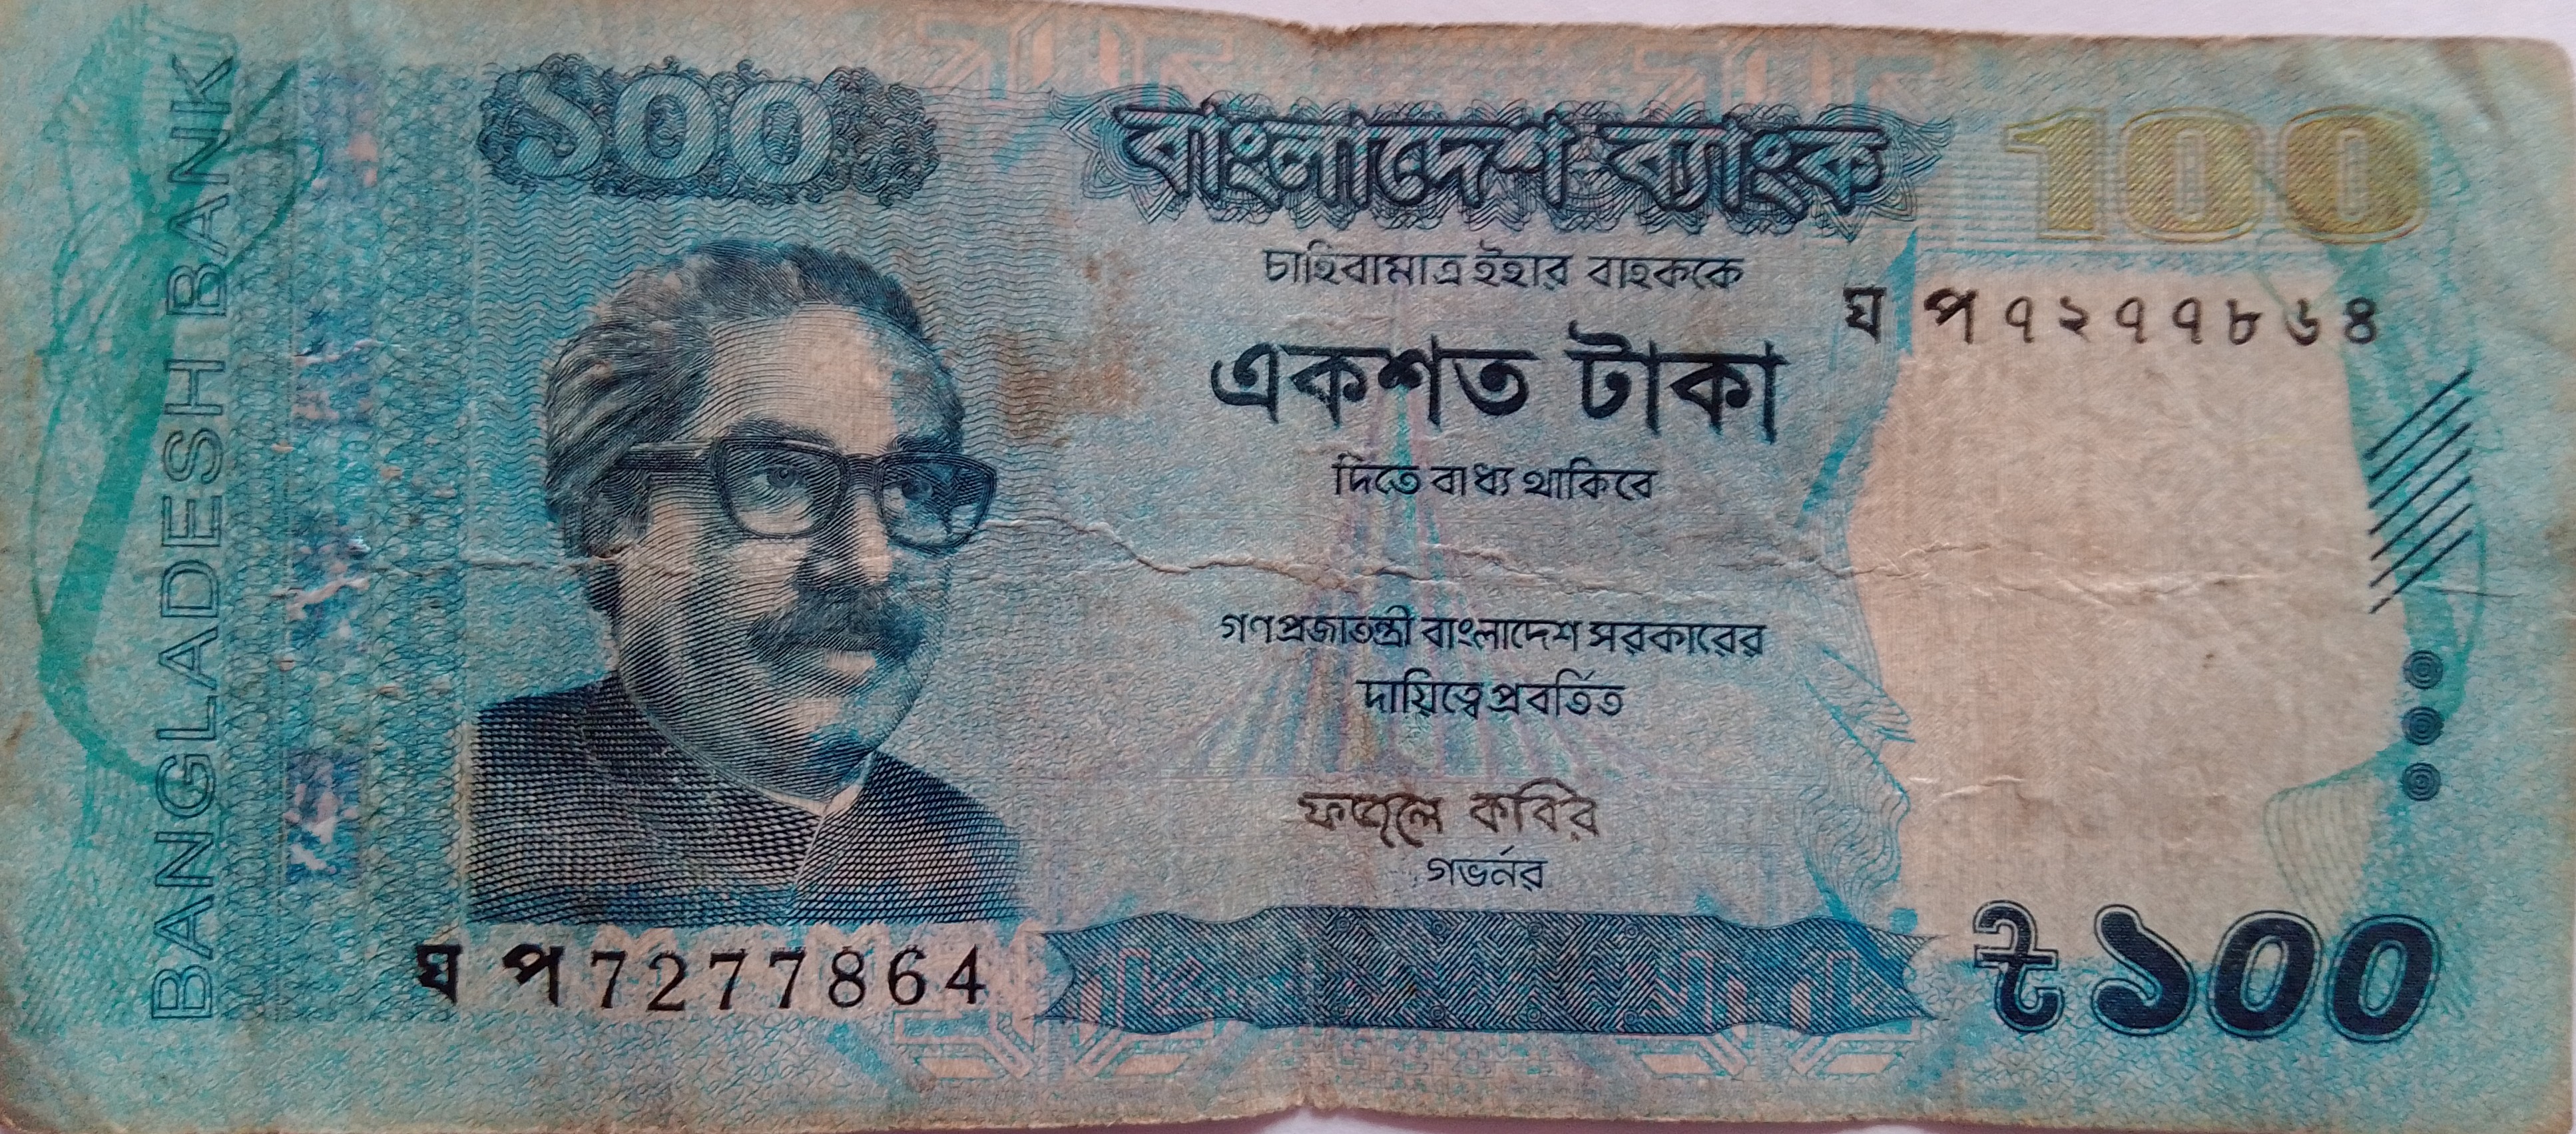 BANGLADESH BANK
১০০
বাংলাদেশ ব্যাংক
100
চাহিবামাত্র ইহার বাহককে
ঘ প ৭২৭৭৮৬৪
একশত টাকা
দিতে বাধ্য থাকিবে
গণপ্রজাতন্ত্রী বাংলাদেশ সরকারের
দায়িত্বে প্রবর্তিত
ফজলে কবির
গভর্নর
ঘ প 7277864
৳১০০